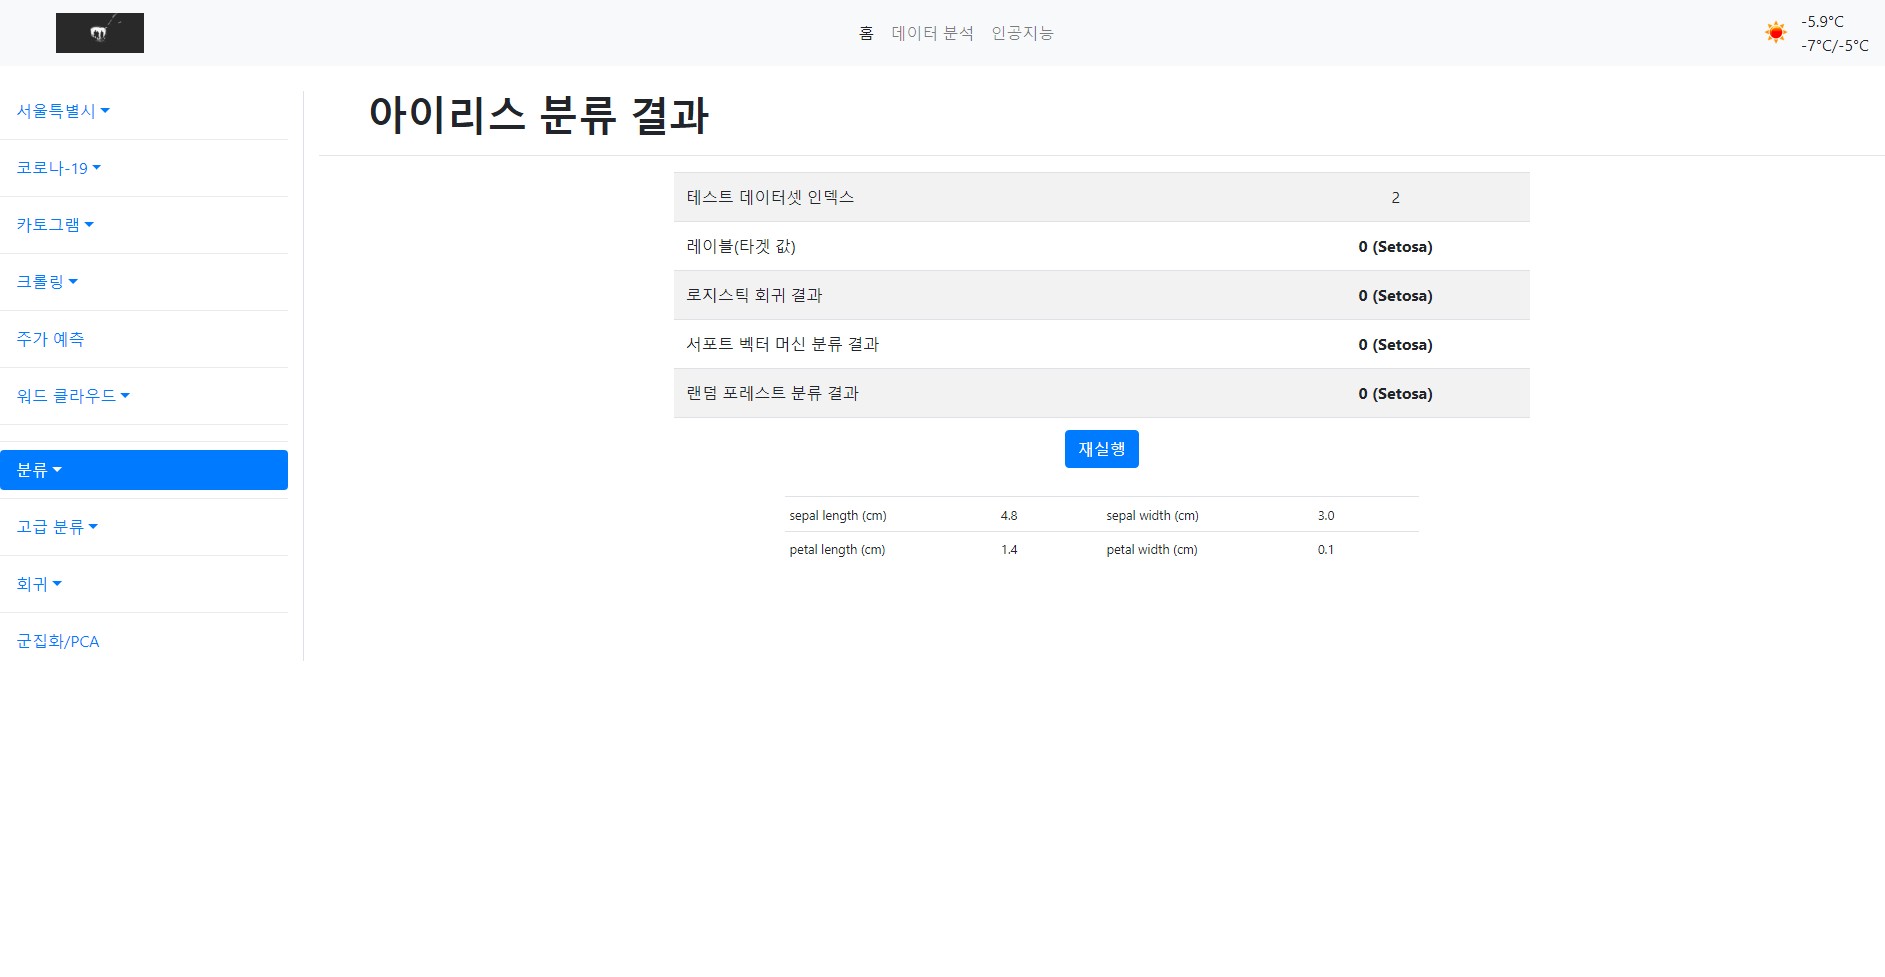 홈 데이터 분석 인공지능
-5.9°C
-7°C/-5°C
서울특별시
코로나-19
카토그램
크롤링
주가 예측
워드 클라우드
분류
고급 분류
회귀
군집화/PCA
아이리스 분류 결과
테스트 데이터셋 인덱스 2
레이블(타겟 값) 0 (Setosa)
로지스틱 회귀 결과 0 (Setosa)
서포트 벡터 머신 분류 결과 0 (Setosa)
랜덤 포레스트 분류 결과 0 (Setosa)
재실행
sepal length (cm) 4.8 sepal width (cm) 3.0
petal length (cm) 1.4 petal width (cm) 0.1